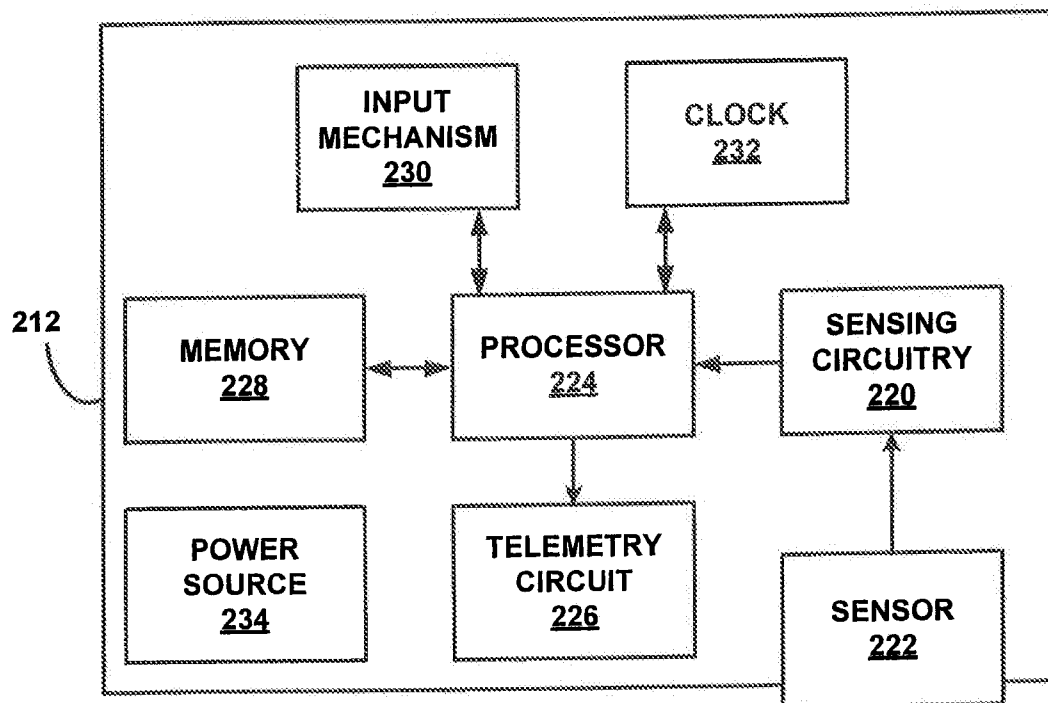 INPUT
MECHANISM
230
CLOCK
232
212
MEMORY
228
PROCESSOR
224
SENSING
CIRCUITRY
220
POWER
SOURCE
234
TELEMETRY
CIRCUIT
226
SENSOR
222